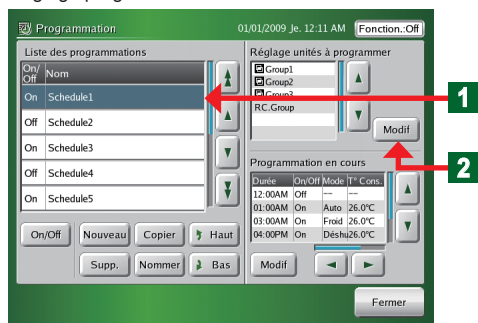 Programmation
01/01/2009 Je. 12:11 AM
Fonction.:Off
Liste des programmations
On/Off Nom
On Schedule1
Off Schedule2
On Schedule3
Off Schedule4
On Schedule5
On/Off Nouveau Copier Haut
Supp. Nommer Bas
Réglage unités à programmer
Group1
Group2
Group3
RC.Group
Modif
Programmation en cours
Durée On/Off Mode T° Cons.
12:00AM Off -- --
01:00AM On Auto 26.0°C
03:00AM On Froid 26.0°C
04:00PM On Déshu 26.0°C
Modif
Fermer
1
2